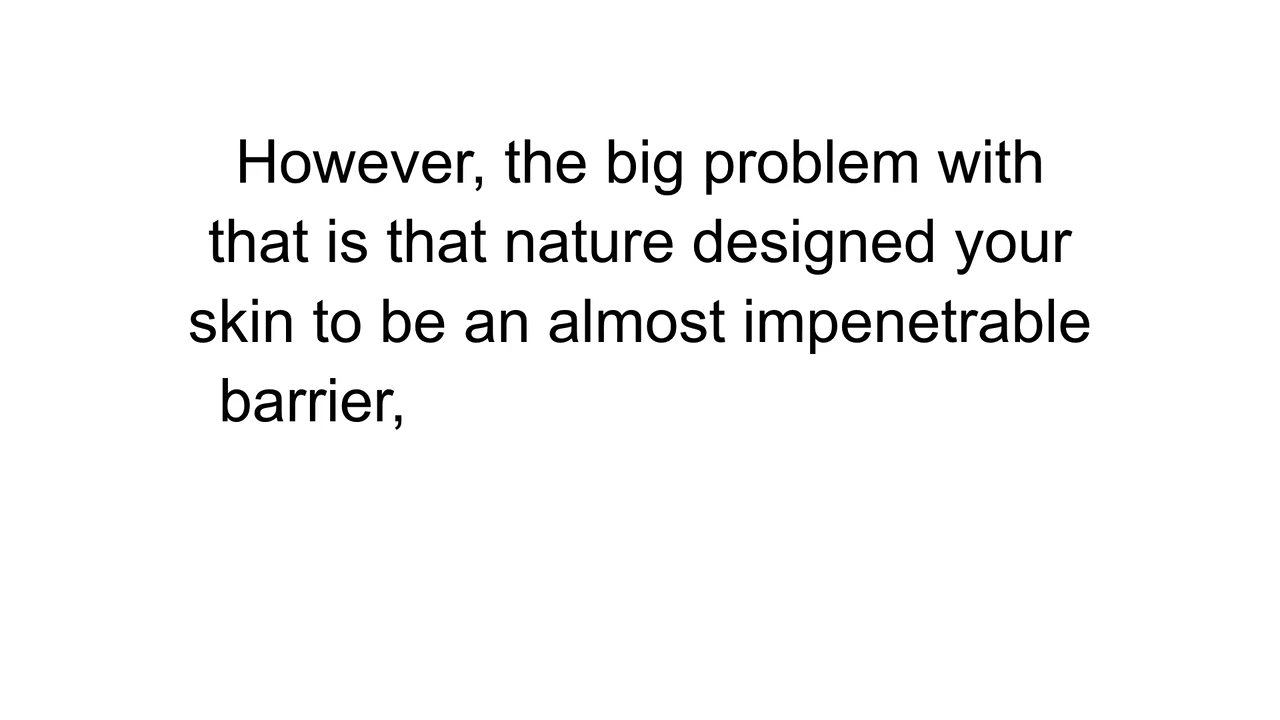 However, the big problem with
that is that nature designed your
skin to be an almost impenetrable
barrier,